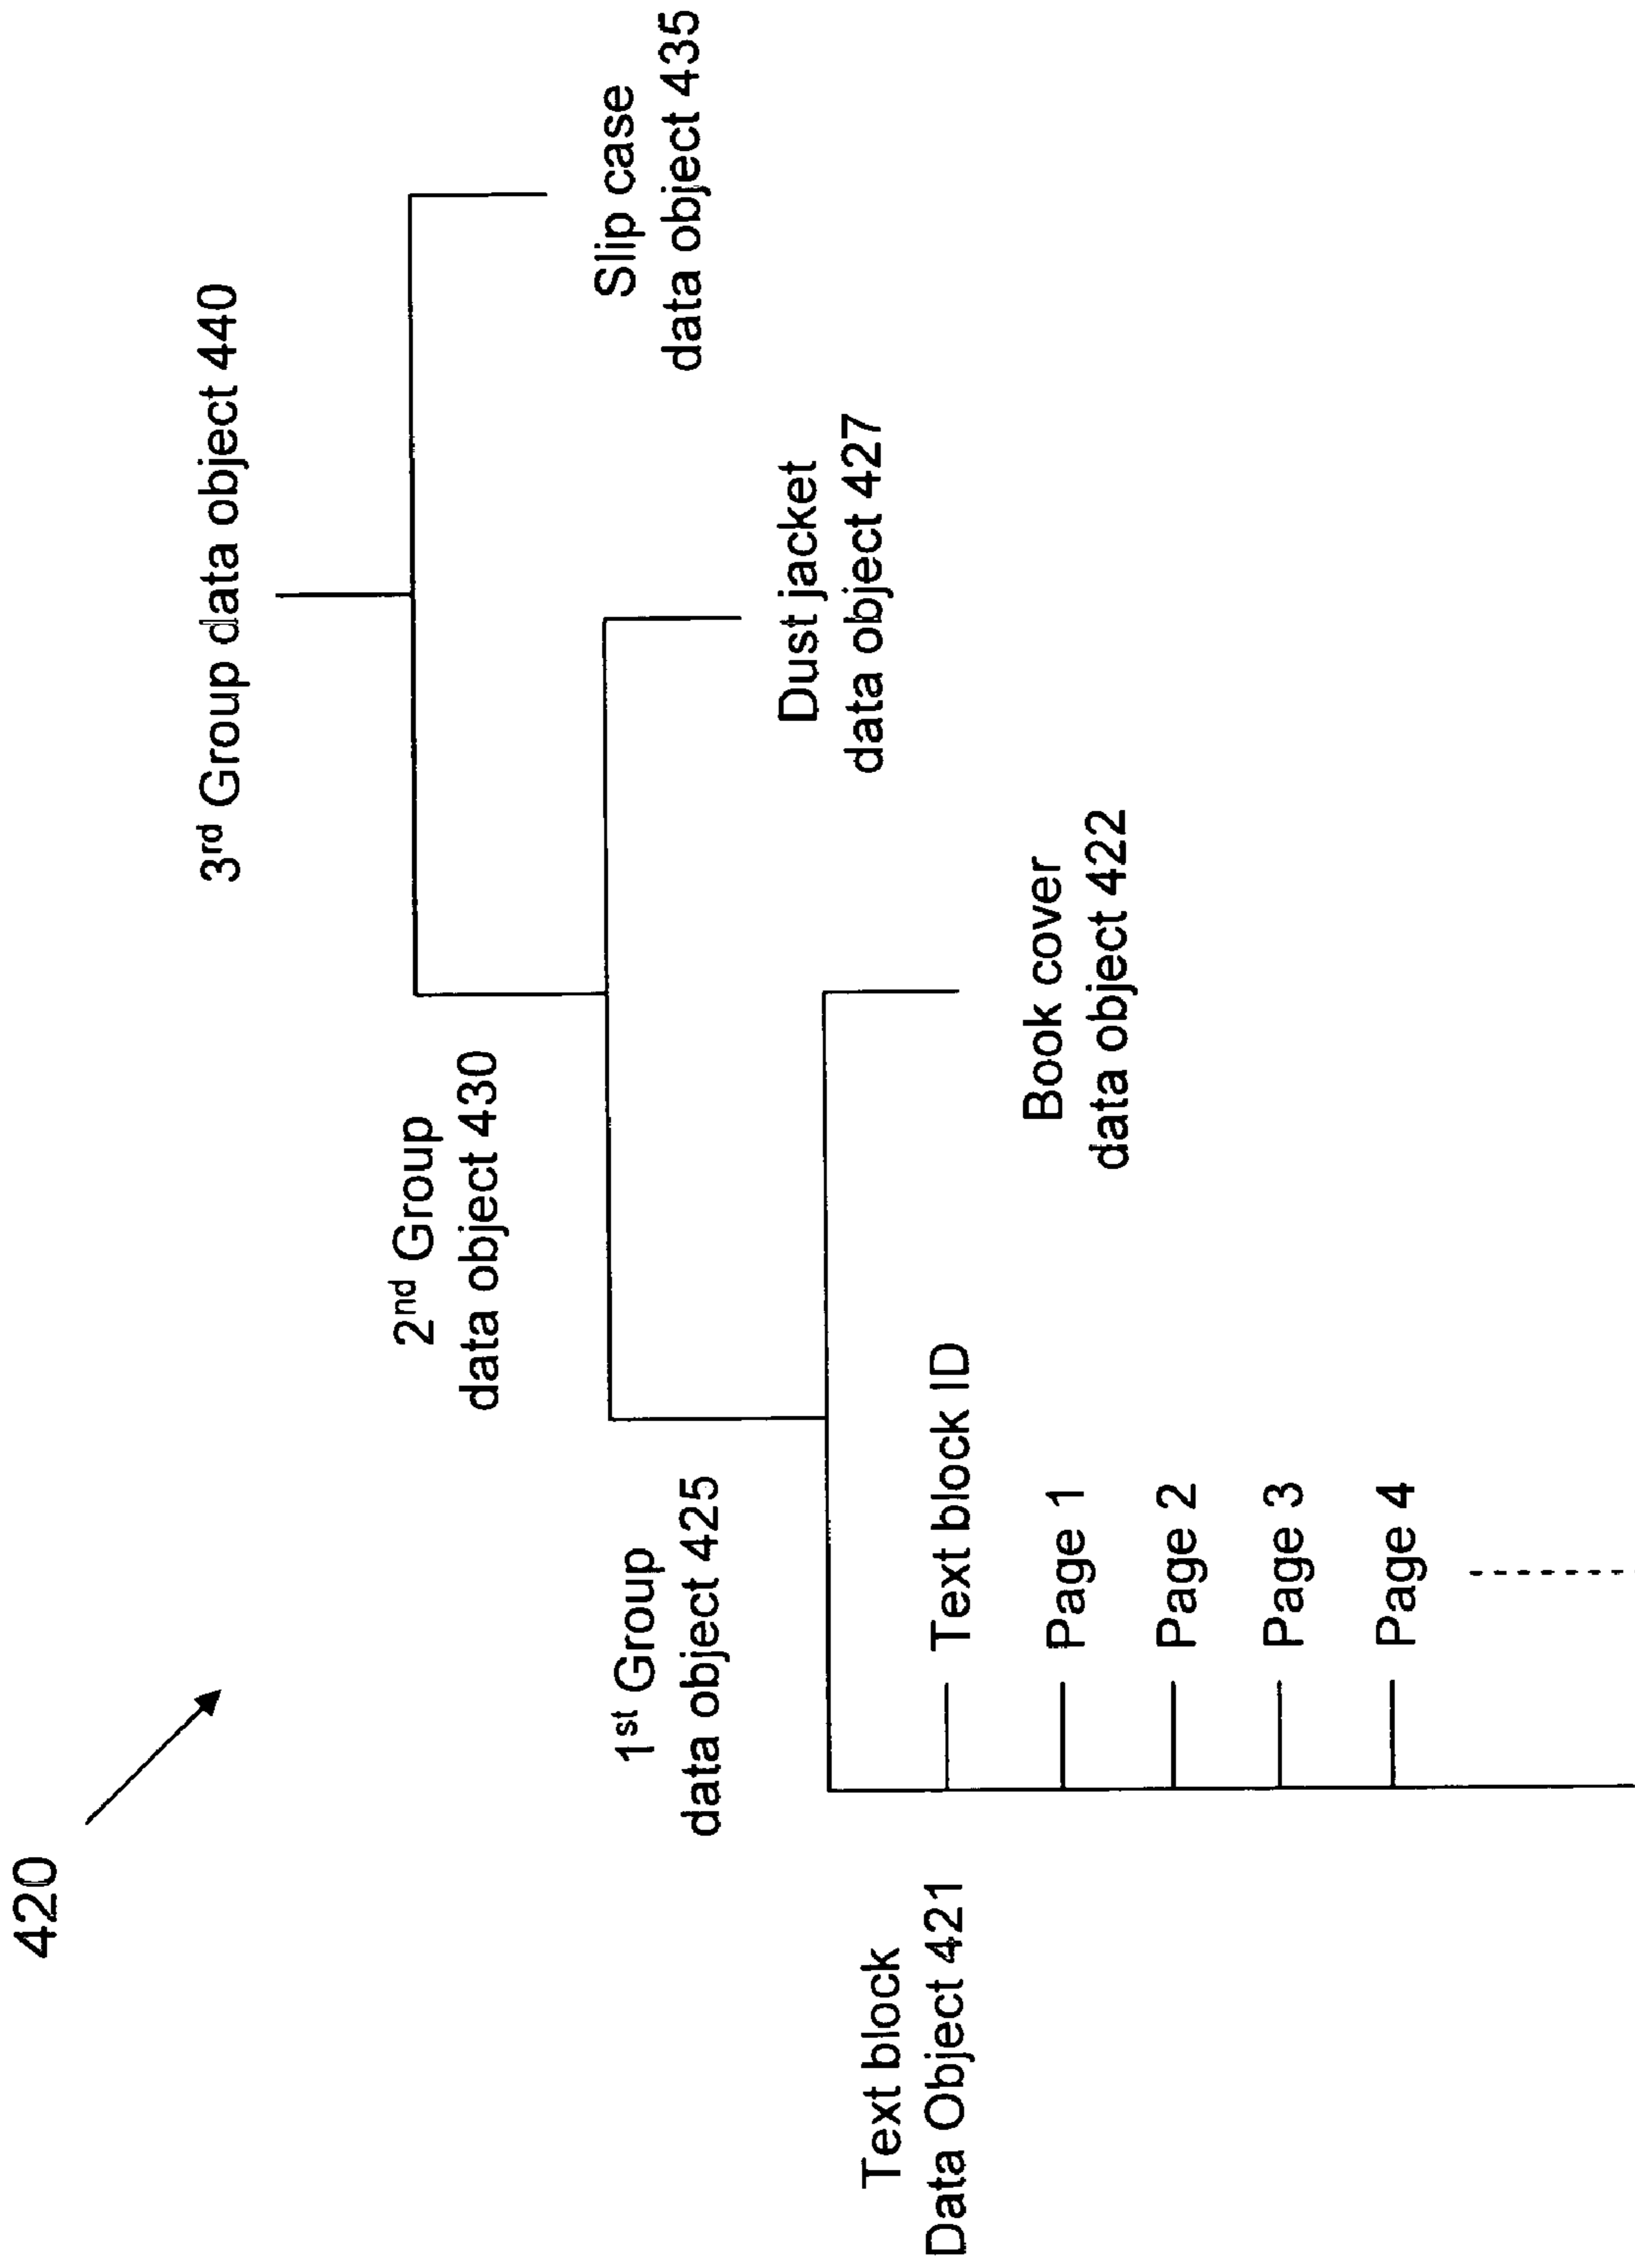 420
3rd Group data object 440
2nd Group
data object 430
Slip case
data object 435
1st Group
data object 425
Dust jacket
data object 427
Text block
Data Object 421
Text block ID
Page 1
Page 2
Page 3
Page 4
Book cover
data object 422